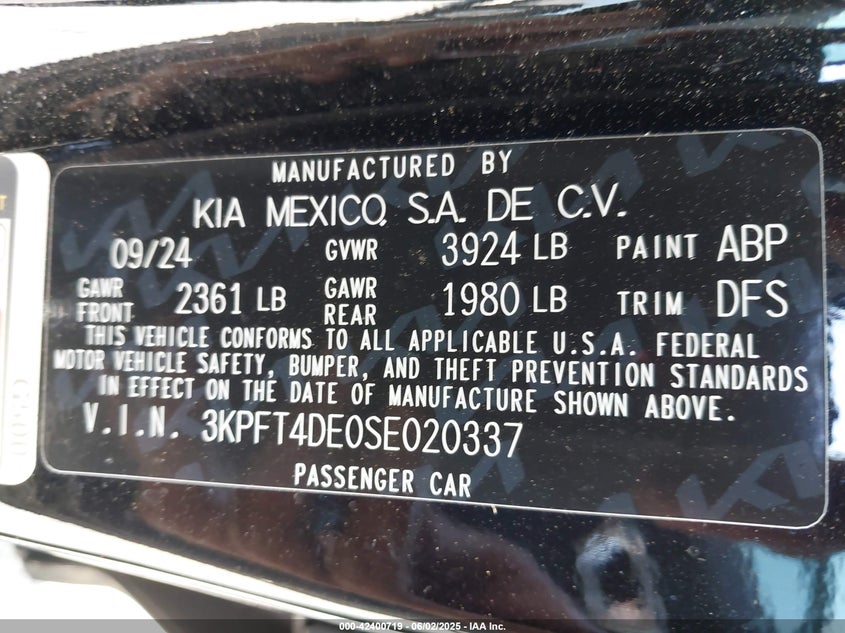 MANUFACTURED BY
KIA MEXICO, S.A. DE C.V.
09/24 GVWR 3924 LB PAINT ABP
GAWR FRONT 2361 LB GAWR REAR 1980 LB TRIM DFS
THIS VEHICLE CONFORMS TO ALL APPLICABLE U.S.A. FEDERAL
MOTOR VEHICLE SAFETY, BUMPER, AND THEFT PREVENTION STANDARDS
IN EFFECT ON THE DATE OF MANUFACTURE SHOWN ABOVE.
V.I.N. 3KPFT4DE0SE020337
PASSENGER CAR
000-42400719 - 06/02/2025 - IAA Inc.